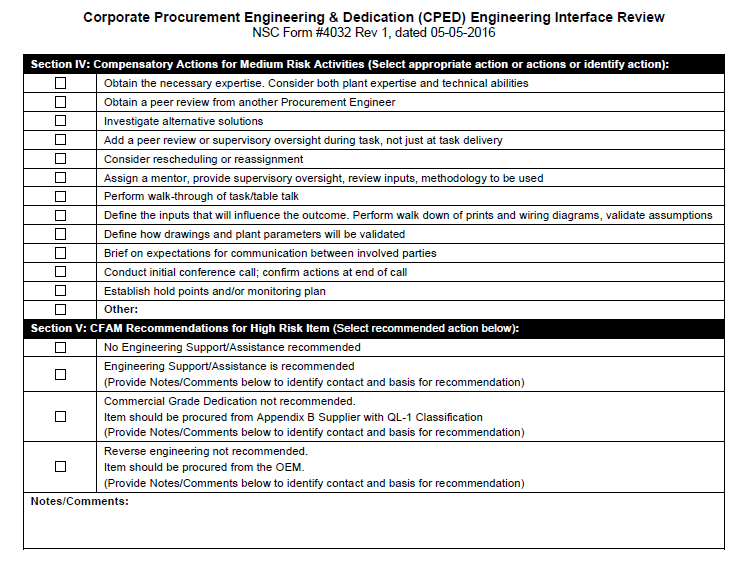 Corporate Procurement Engineering & Dedication (CPED) Engineering Interface Review
NSC Form #4032 Rev 1, dated 05-05-2016
Section IV: Compensatory Actions for Medium Risk Activities (Select appropriate action or actions or identify action):
Obtain the necessary expertise. Consider both plant expertise and technical abilities
Obtain a peer review from another Procurement Engineer
Investigate alternative solutions
Add a peer review or supervisory oversight during task, not just at task delivery
Consider rescheduling or reassignment
Assign a mentor, provide supervisory oversight, review inputs, methodology to be used
Perform walk-through of task/table talk
Define the inputs that will influence the outcome. Perform walk down of prints and wiring diagrams, validate assumptions
Define how drawings and plant parameters will be validated
Brief on expectations for communication between involved parties
Conduct initial conference call; confirm actions at end of call
Establish hold points and/or monitoring plan
Other:
Section V: CFAM Recommendations for High Risk Item (Select recommended action below):
No Engineering Support/Assistance recommended
Engineering Support/Assistance is recommended
(Provide Notes/Comments below to identify contact and basis for recommendation)
Commercial Grade Dedication not recommended.
Item should be procured from Appendix B Supplier with QL-1 Classification
(Provide Notes/Comments below to identify contact and basis for recommendation)
Reverse engineering not recommended.
Item should be procured from the OEM.
(Provide Notes/Comments below to identify contact and basis for recommendation)
Notes/Comments: